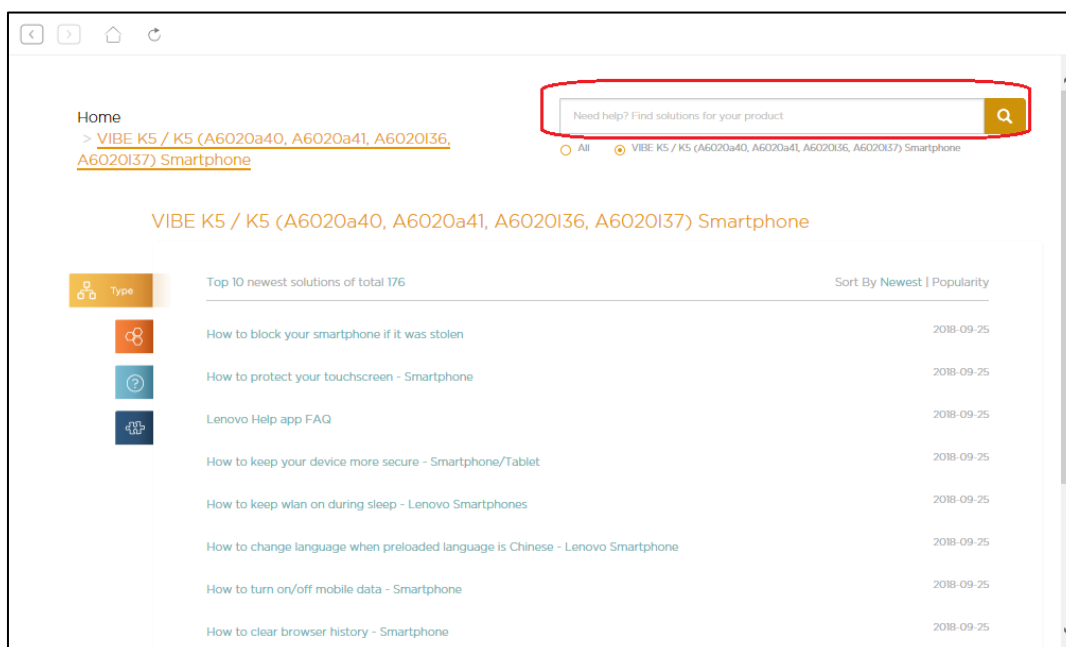 Home
> VIBE K5 / K5 (A6020a40, A6020a41, A6020l36,
A6020l37) Smartphone
Need help? Find solutions for your product
All
VIBE K5 / K5 (A6020a40, A6020a41, A6020l36, A6020l37) Smartphone
VIBE K5 / K5 (A6020a40, A6020a41, A6020l36, A6020l37) Smartphone
Type
Top 10 newest solutions of total 176
Sort By Newest | Popularity
How to block your smartphone if it was stolen 2018-09-25
How to protect your touchscreen - Smartphone 2018-09-25
Lenovo Help app FAQ 2018-09-25
How to keep your device more secure - Smartphone/Tablet 2018-09-25
How to keep wlan on during sleep - Lenovo Smartphones 2018-09-25
How to change language when preloaded language is Chinese - Lenovo Smartphone 2018-09-25
How to turn on/off mobile data - Smartphone 2018-09-25
How to clear browser history - Smartphone 2018-09-25